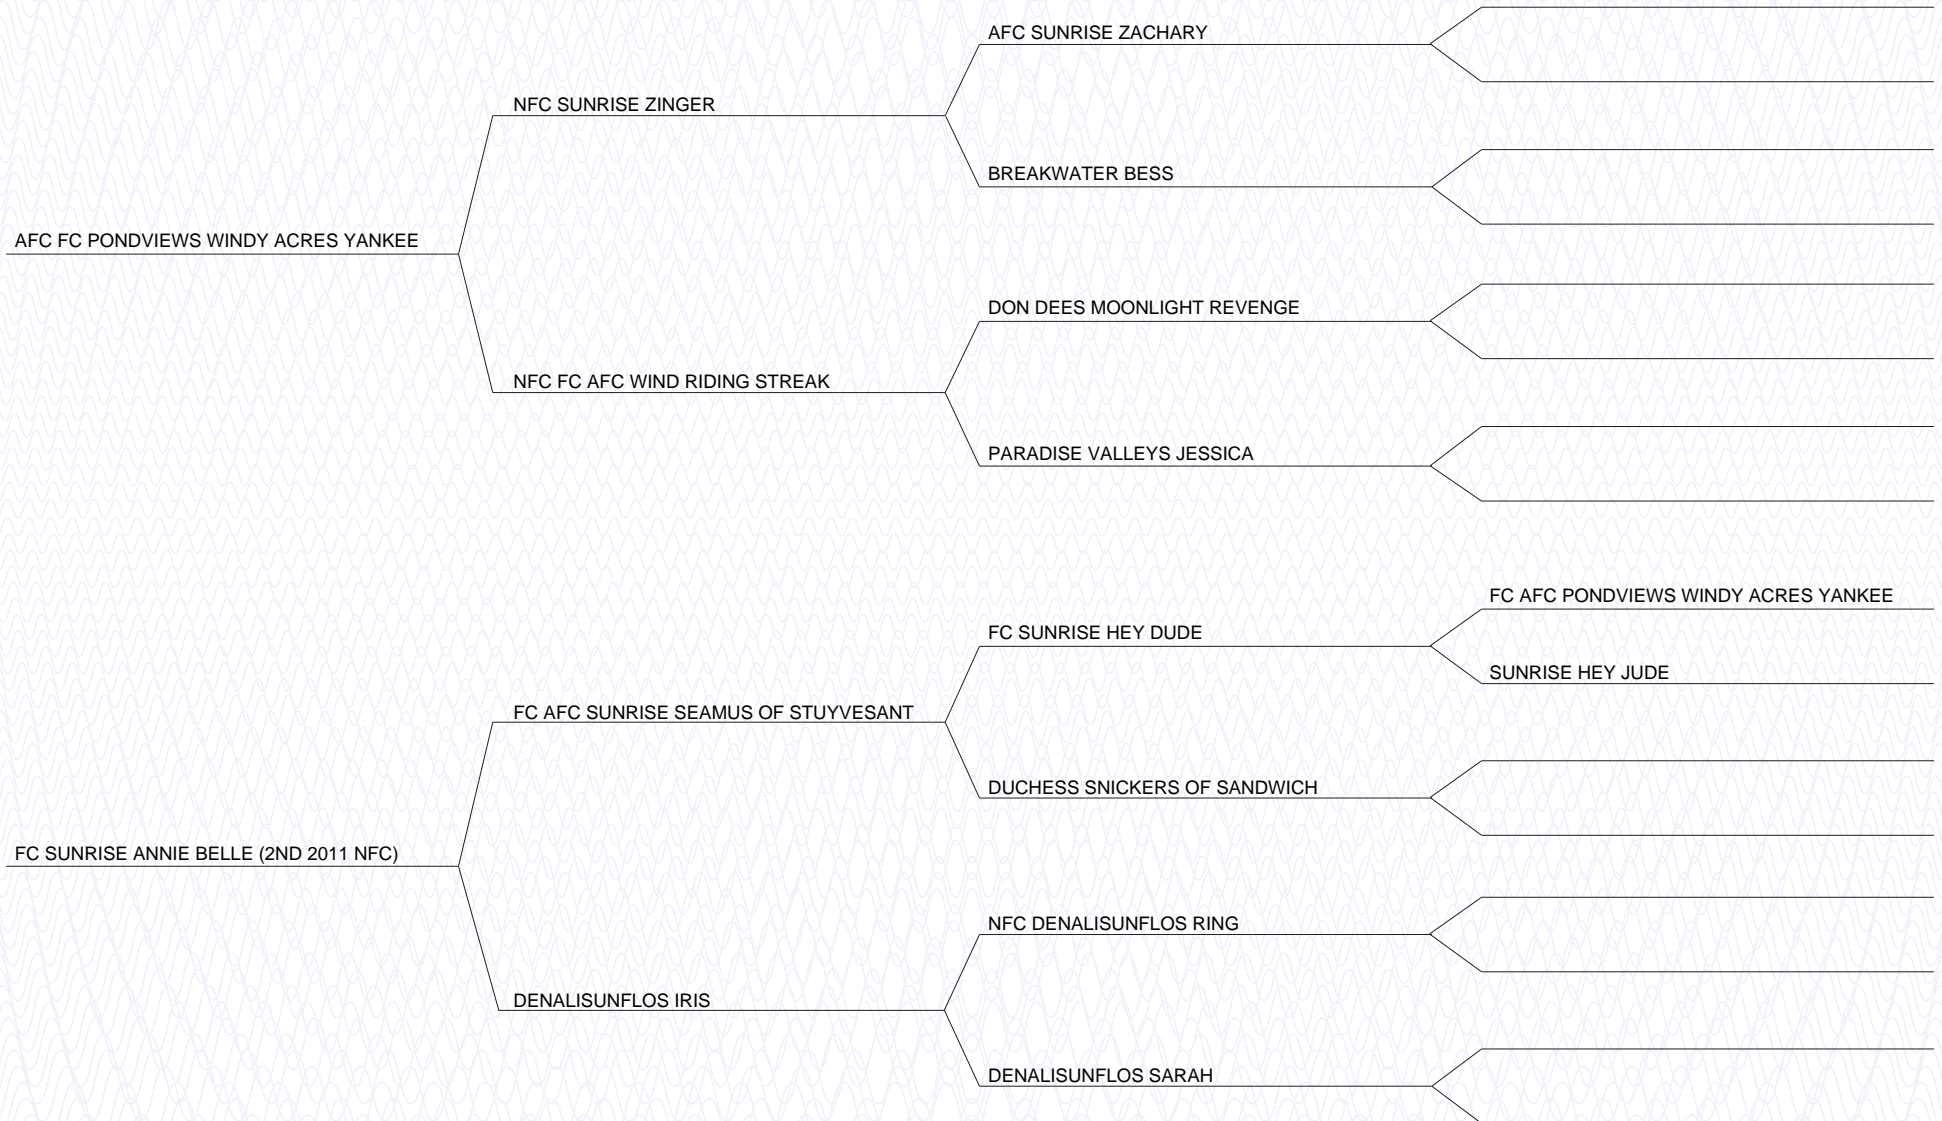 AFC SUNRISE ZACHARY
NFC SUNRISE ZINGER
BREAKWATER BESS
AFC FC PONDVIEWS WINDY ACRES YANKEE
DON DEES MOONLIGHT REVENGE
NFC FC AFC WIND RIDING STREAK
PARADISE VALLEYS JESSICA
FC AFC PONDVIEWS WINDY ACRES YANKEE
FC SUNRISE HEY DUDE
SUNRISE HEY JUDE
FC AFC SUNRISE SEAMUS OF STUYVESANT
DUCHESS SNICKERS OF SANDWICH
FC SUNRISE ANNIE BELLE (2ND 2011 NFC)
NFC DENALISUNFLOS RING
DENALISUNFLOS IRIS
DENALISUNFLOS SARAH